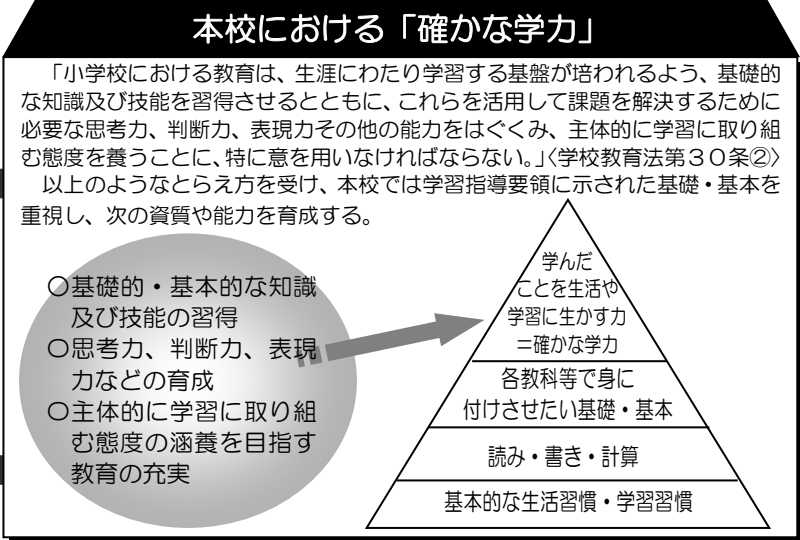 本校における「確かな学力」
「小学校における教育は、生涯にわたり学習する基盤が培われるよう、基礎的
な知識及び技能を習得させるとともに、これらを活用して課題を解決するために
必要な思考力、判断力、表現力その他の能力をはぐくみ、主体的に学習に取り組
む態度を養うことに、特に意を用いなければならない。」〈学校教育法第３０条②〉
以上のようなとらえ方を受け、本校では学習指導要領に示された基礎・基本を
重視し、次の資質や能力を育成する。
○基礎的・基本的な知識
及び技能の習得
○思考力、判断力、表現
力などの育成
○主体的に学習に取り組
む態度の涵養を目指す
教育の充実
学んだ
ことを生活や
学習に生かす力
＝確かな学力
各教科等で身に
付けさせたい基礎・基本
読み・書き・計算
基本的な生活習慣・学習習慣